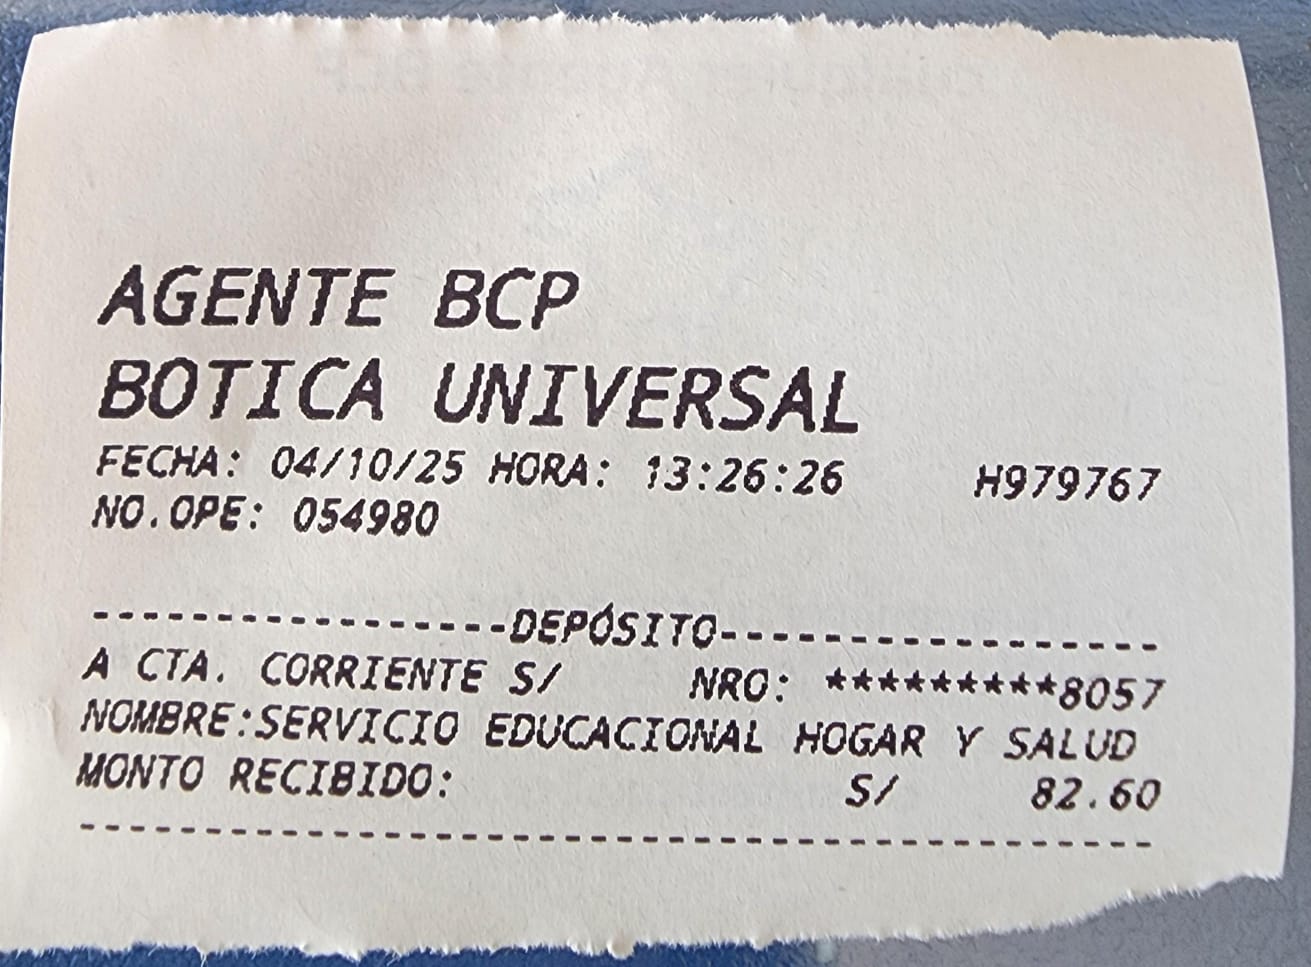 AGENTE BCP
BOTICA UNIVERSAL
FECHA: 04/10/25 HORA: 13:26:26 H979767
NO.OPE: 054980
----------------DEPÓSITO-----------------
A CTA. CORRIENTE S/ NRO: *********8057
NOMBRE:SERVICIO EDUCACIONAL HOGAR Y SALUD
MONTO RECIBIDO: S/ 82.60
-----------------------------------------